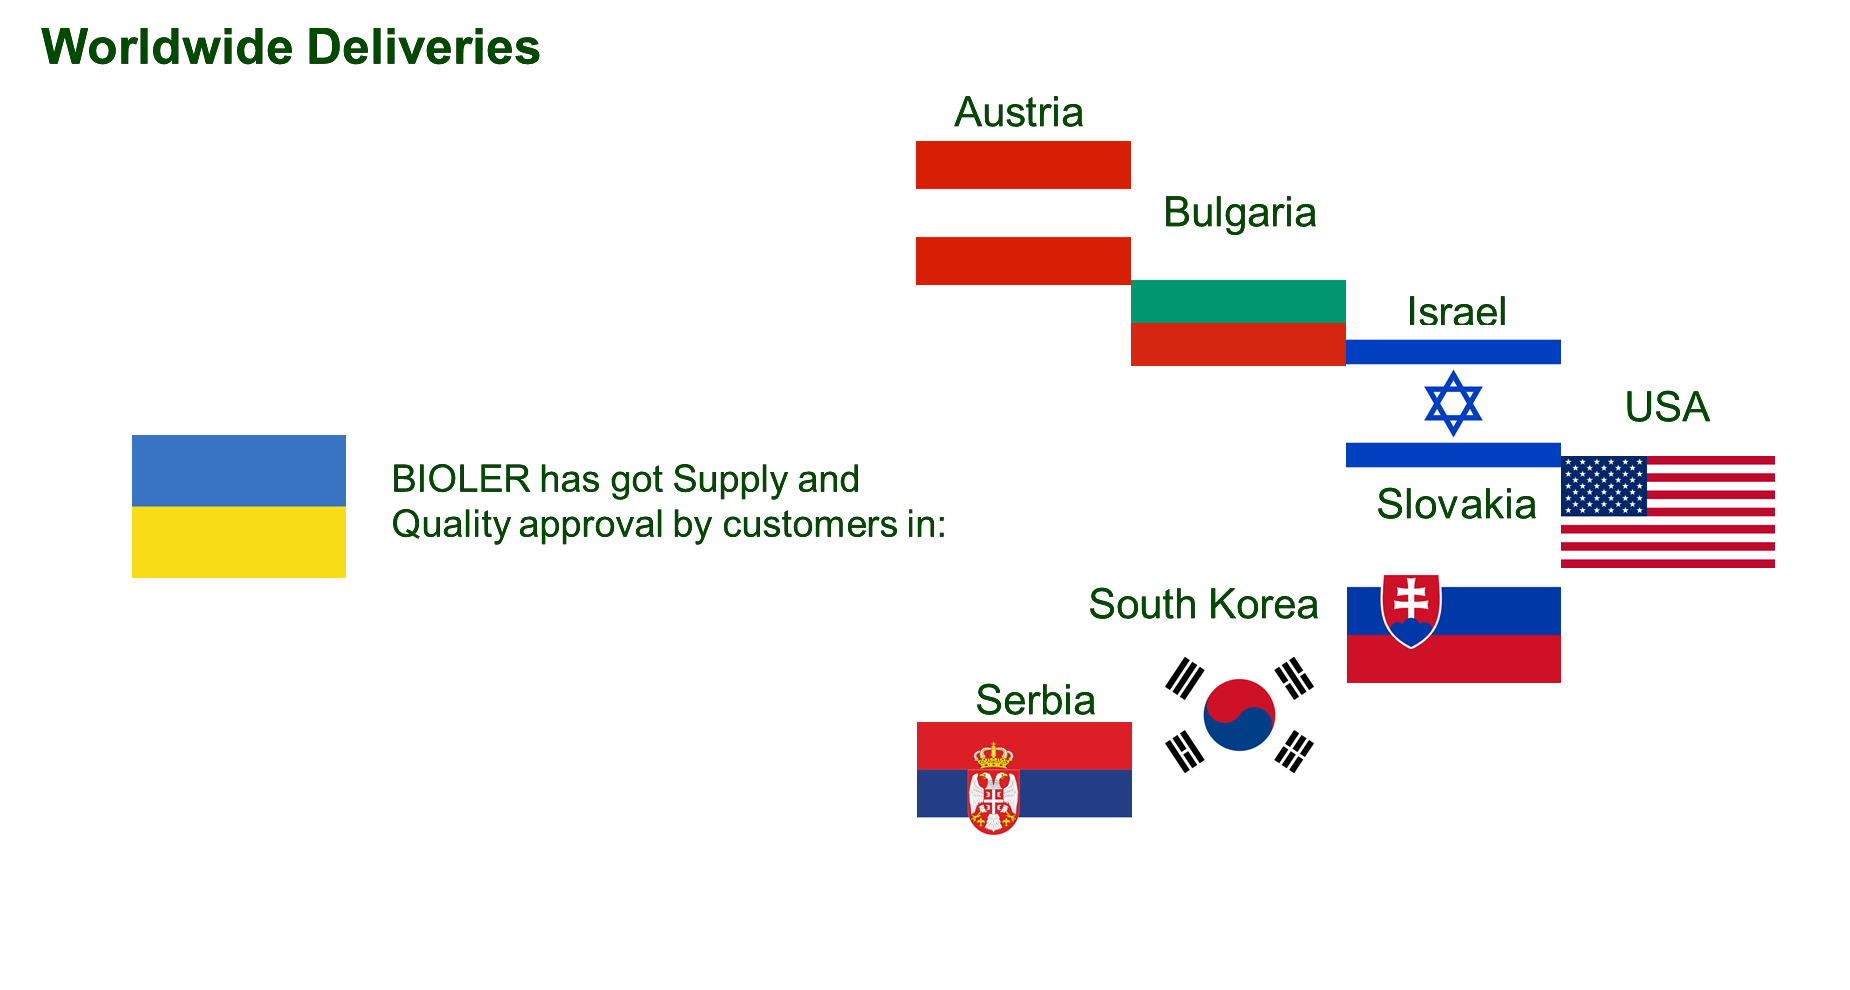 Worldwide Deliveries
Austria
Bulgaria
Israel
USA
BIOLER has got Supply and
Quality approval by customers in:
Slovakia
South Korea
Serbia